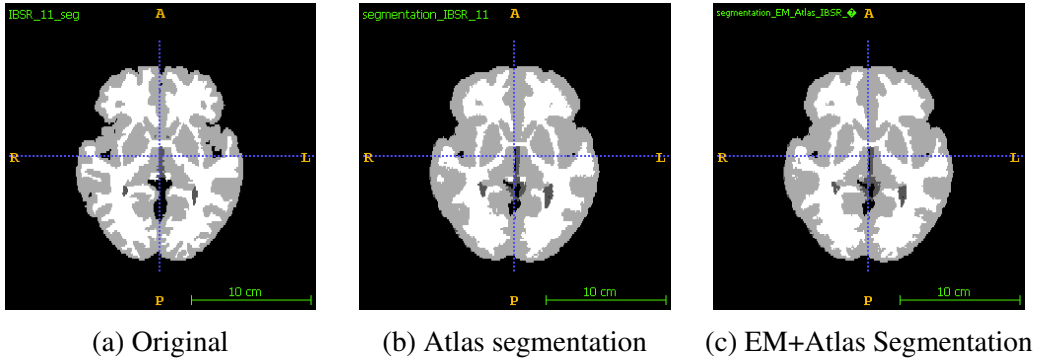 IBSR_11_seg
A
R
L
P
10 cm
(a) Original
segmentation_IBSR_11
A
R
L
P
10 cm
(b) Atlas segmentation
segmentation_EM_Atlas_IBSR_�
A
R
L
P
10 cm
(c) EM+Atlas Segmentation